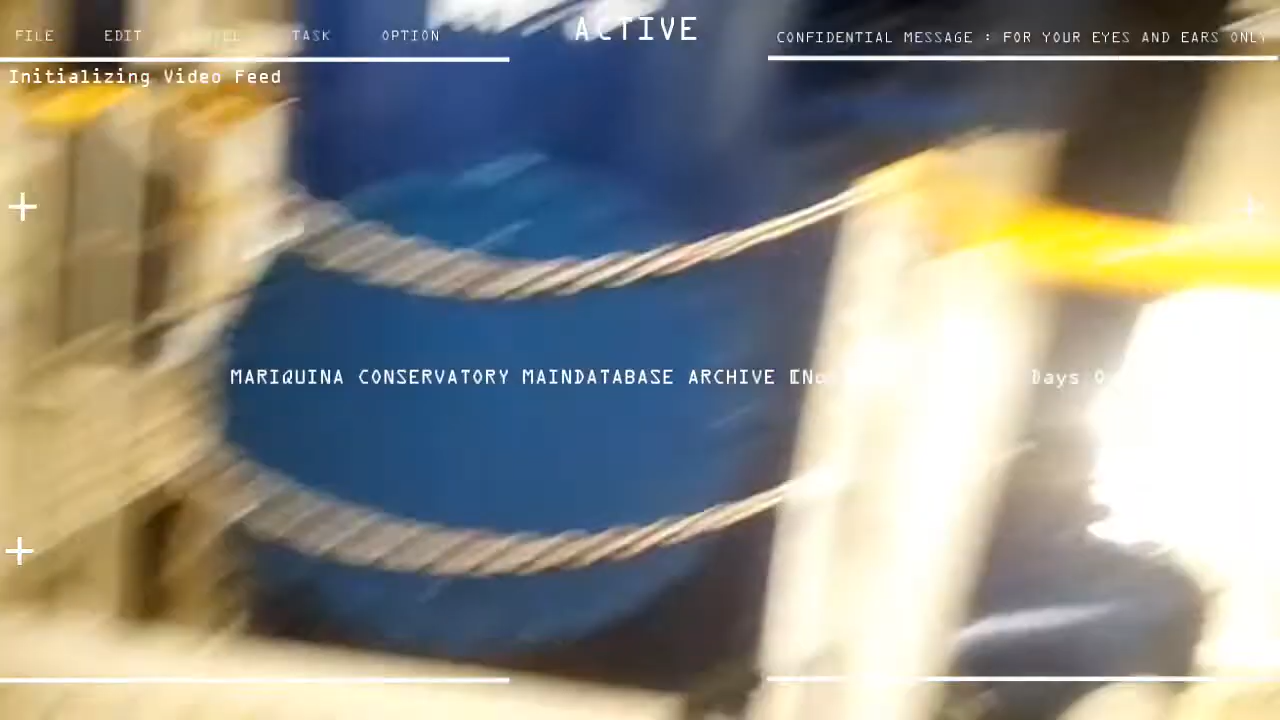 FILE EDIT TASK OPTION
ACTIVE
CONFIDENTIAL MESSAGE : FOR YOUR EYES AND EARS ONLY
Initializing Video Feed
MARIQUINA CONSERVATORY MAINDATABASE ARCHIVE Days